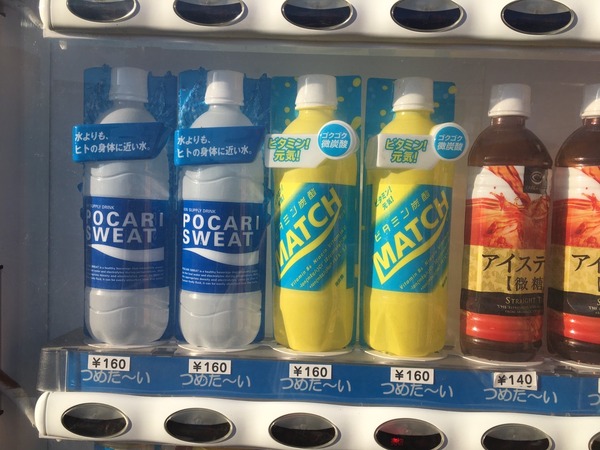 水よりも、
ヒトの身体に近い水。
水よりも、
ヒトの身体に近い水。
ION SUPPLY DRINK
POCARI
SWEAT
POCARI
SWEAT
ビタミン!
元気!
ゴクゴク
微炭酸
ビタミン炭酸
MATCH
ビタミン!
元気!
ゴクゴク
微炭酸
ビタミン炭酸
MATCH
アイステ
【微糖
STRAIGHT T
¥160
¥160
¥160
¥160
¥140
つめた〜い
つめた〜い
つめた〜い
つめた〜い
つめた〜い